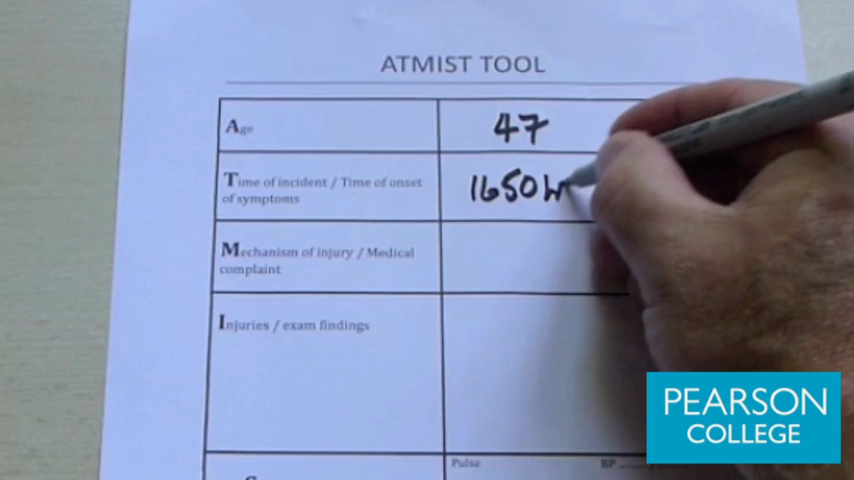 ATMIST TOOL
Age
47
Time of incident / Time of onset
of symptoms
1650 hr
Mechanism of injury / Medical
complaint
Injuries / exam findings
Pulse
BP
PEARSON
COLLEGE